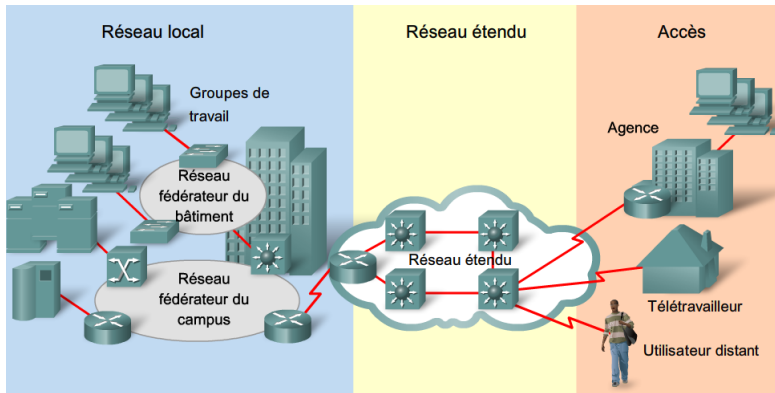 Réseau local
Réseau étendu
Accès
Groupes de
travail
Agence
Réseau
fédérateur du
bâtiment
Réseau étendu
Réseau
fédérateur du
campus
Télétravailleur
Utilisateur distant